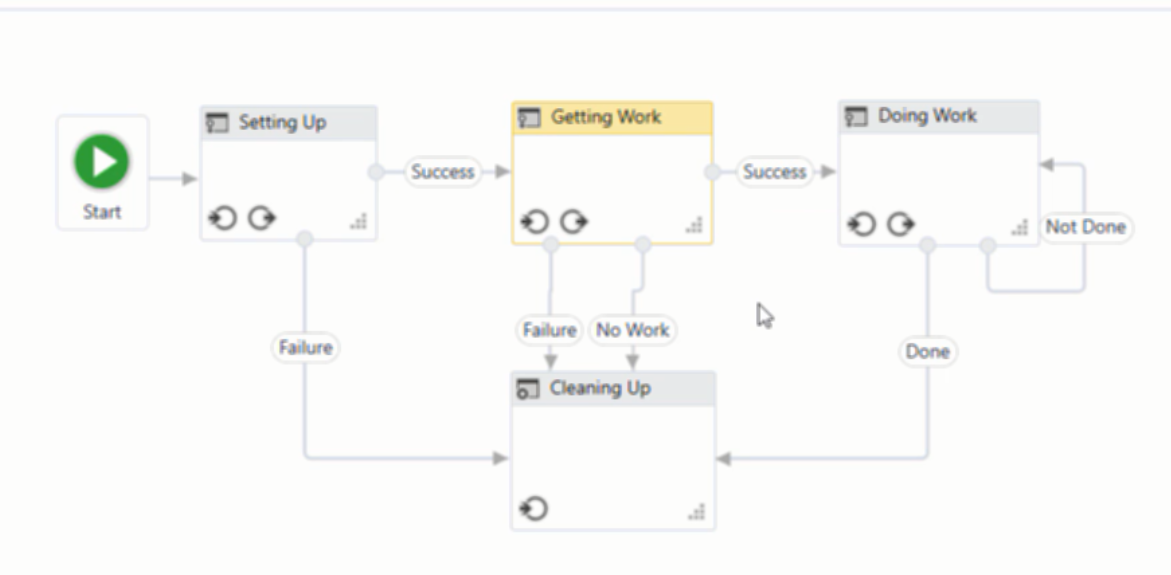 Setting Up
Getting Work
Doing Work
Start
Success
Success
Not Done
Failure
Failure
No Work
Done
Cleaning Up